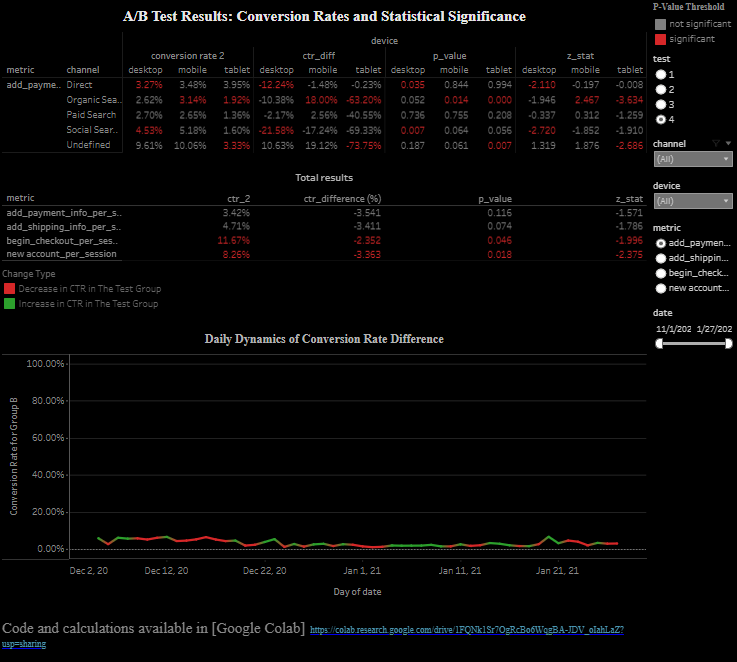 A/B Test Results: Conversion Rates and Statistical Significance
device
conversion rate 2 ctr_diff p_value z_stat
metric channel desktop mobile tablet desktop mobile tablet desktop mobile tablet desktop mobile tablet
add_payme.. Direct 3.27% 3.48% 3.95% -12.24% -1.48% -0.23% 0.035 0.844 0.994 -2.110 -0.197 -0.008
Organic Sea.. 2.62% 3.14% 1.92% -10.38% 18.00% -63.20% 0.052 0.014 0.000 -1.946 2.467 -3.634
Paid Search 2.70% 2.65% 1.36% -2.17% 2.56% -40.55% 0.736 0.755 0.208 -0.337 0.312 -1.259
Social Sear.. 4.53% 5.18% 1.60% -21.58% -17.24% -69.33% 0.007 0.064 0.056 -2.720 -1.852 -1.910
Undefined 9.61% 10.06% 3.33% 10.63% 19.12% -73.75% 0.187 0.061 0.007 1.319 1.876 -2.686
Total results
metric ctr_2 ctr_difference (%) p_value z_stat
add_payment_info_per_s.. 3.42% -3.541 0.116 -1.571
add_shipping_info_per_s.. 4.71% -3.411 0.074 -1.786
begin_checkout_per_ses.. 11.67% -2.352 0.046 -1.996
new account_per_session 8.26% -3.363 0.018 -2.375
Change Type
Decrease in CTR in The Test Group
Increase in CTR in The Test Group
Daily Dynamics of Conversion Rate Difference
Conversion Rate for Group B
100.00%
80.00%
60.00%
40.00%
20.00%
0.00%
Dec 2, 20 Dec 12, 20 Dec 22, 20 Jan 1, 21 Jan 11, 21 Jan 21, 21
Day of date
Code and calculations available in [Google Colab] https://colab.research.google.com/drive/1FQNk1Sr7OgRcBo6WqgBA-JDV_oIahLaZ?
usp=sharing
P-Value Threshold
not significant
significant
test
1
2
3
4
channel
(All)
device
(All)
metric
add_paymen...
add_shippin...
begin_check...
new account...
date
11/1/202 1/27/202